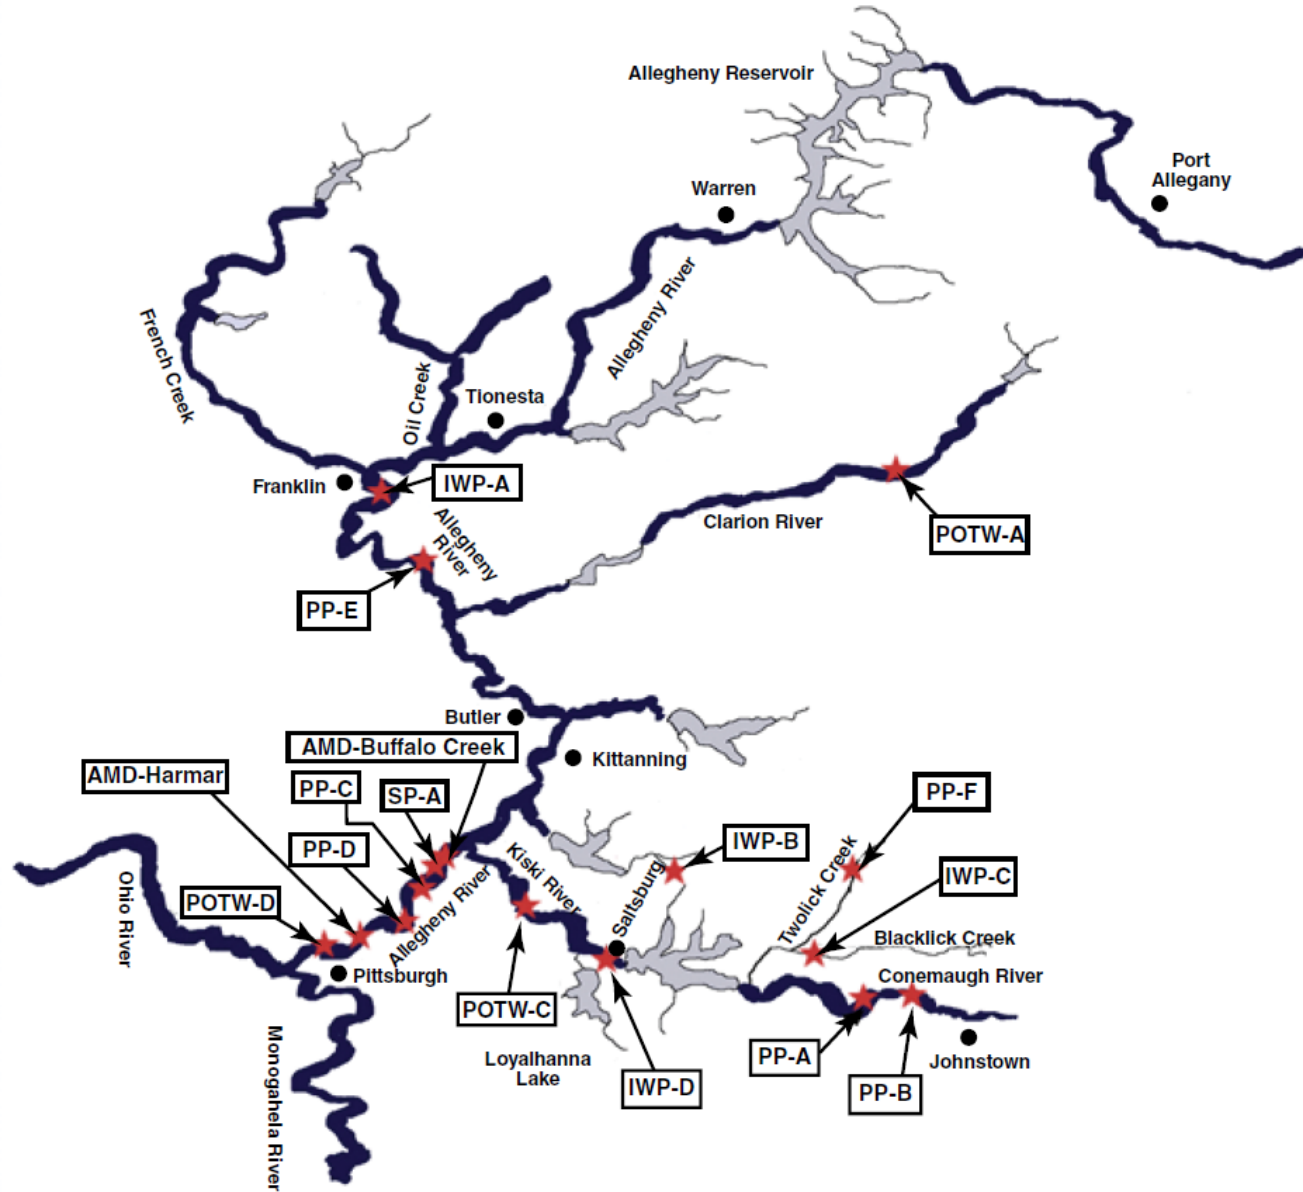 Allegheny Reservoir
Port
Allegany
Warren
Allegheny River
French Creek
Oil Creek
Tionesta
Franklin
IWP-A
Allegheny
River
Clarion River
POTW-A
PP-E
Butler
AMD-Buffalo Creek
Kittanning
AMD-Harmar
PP-C
SP-A
PP-F
PP-D
IWP-B
Kiski River
Saltsburg
Twolick Creek
IWP-C
Ohio River
POTW-D
Allegheny River
Blacklick Creek
Pittsburgh
Conemaugh River
POTW-C
Monogahela River
Loyalhanna
Lake
IWP-D
PP-A
PP-B
Johnstown